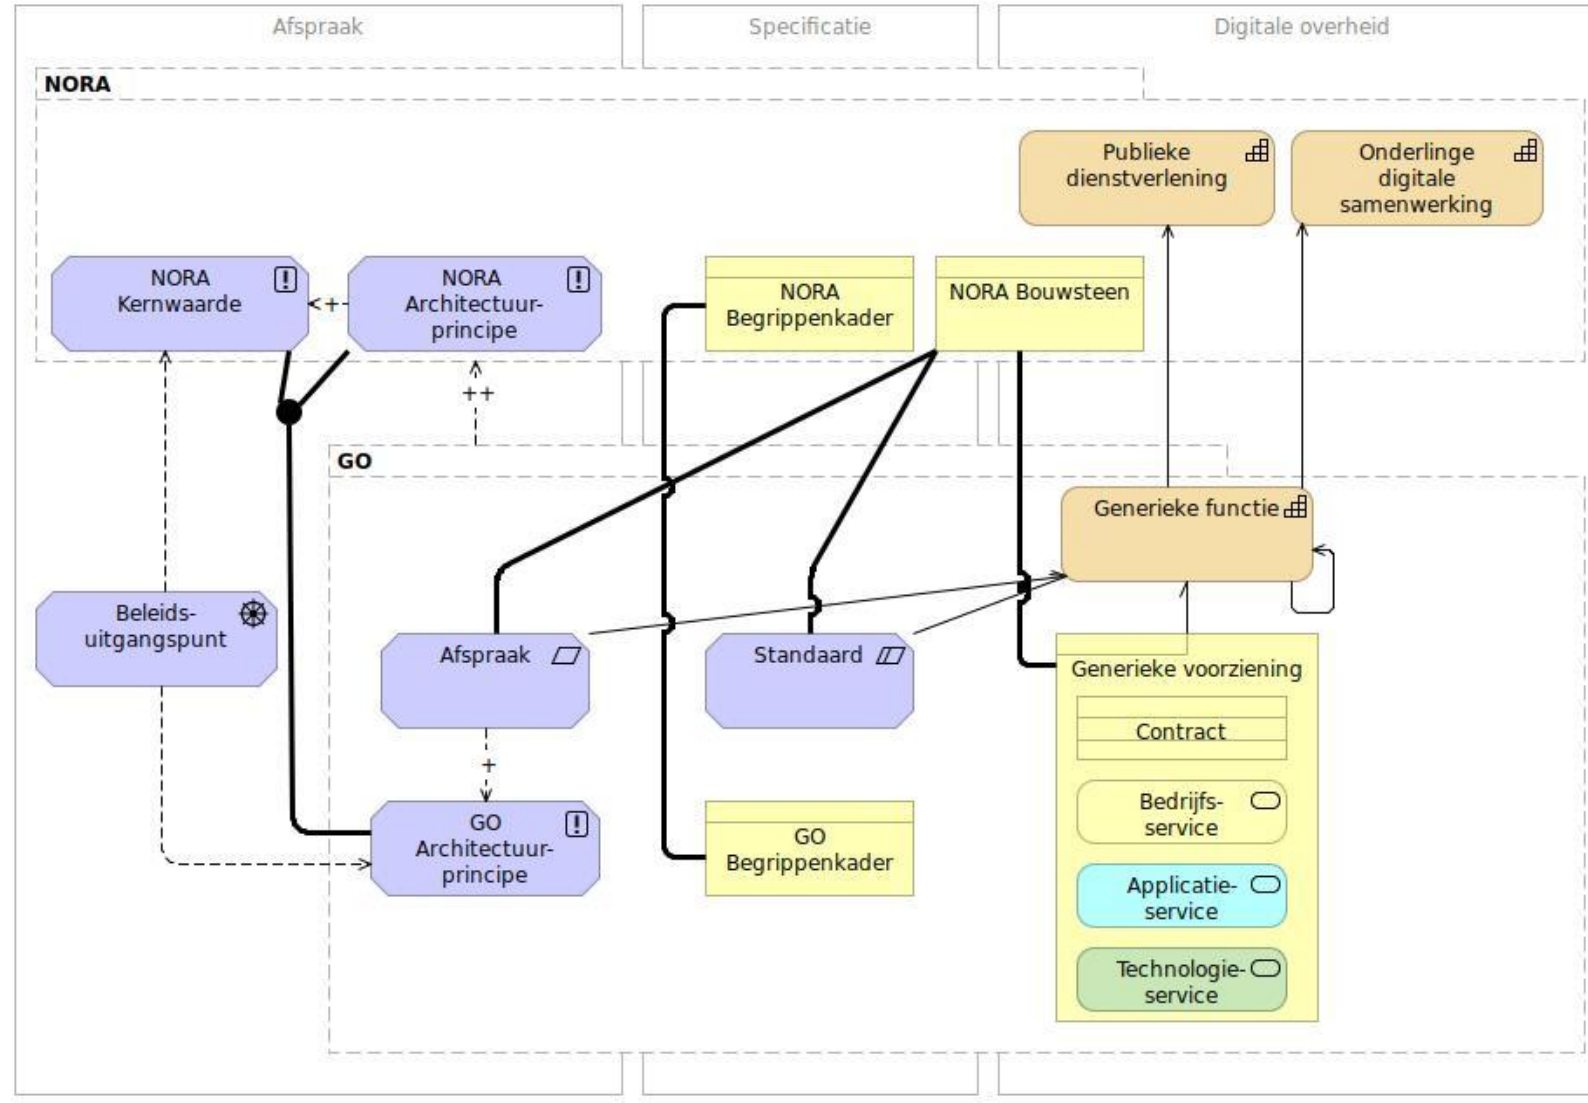 Afspraak
Specificatie
Digitale overheid
NORA
Publieke
dienstverlening
Onderlinge
digitale
samenwerking
NORA
Kernwaarde
<+-
NORA
Architectuur-
principe
NORA
Begrippenkader
NORA Bouwsteen
++
GO
Generieke functie
Beleids-
uitgangspunt
Afspraak
Standaard
Generieke voorziening
Contract
+
Bedrijfs-
service
GO
Architectuur-
principe
GO
Begrippenkader
Applicatie-
service
Technologie-
service